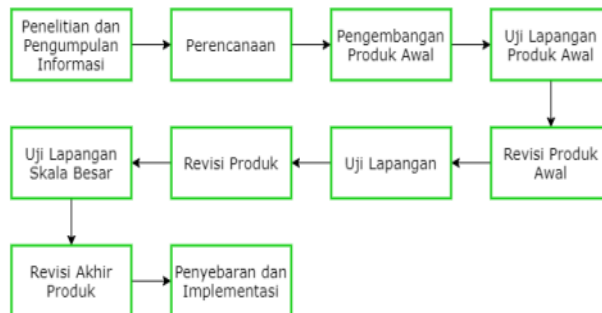 Penelitian dan
Pengumpulan
Informasi
Perencanaan
Pengembangan
Produk Awal
Uji Lapangan
Produk Awal
Revisi Produk
Awal
Uji Lapangan
Revisi Produk
Uji Lapangan
Skala Besar
Revisi Akhir
Produk
Penyebaran dan
Implementasi